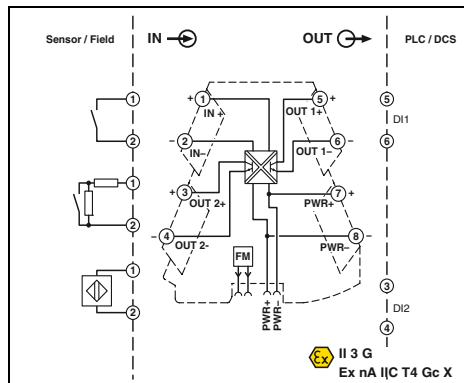 Sensor / Field
IN
OUT
PLC / DCS
1
2
1
2
1
2
+
1
IN +
-
2
IN–
+
3
OUT 2+
-
4
OUT 2-
5
+
OUT 1+
6
-
OUT 1–
7
+
PWR+
8
-
PWR–
FM
PWR+
PWR–
5
DI1
6
3
DI2
4
Ex
II 3 G
Ex nA IIC T4 Gc X